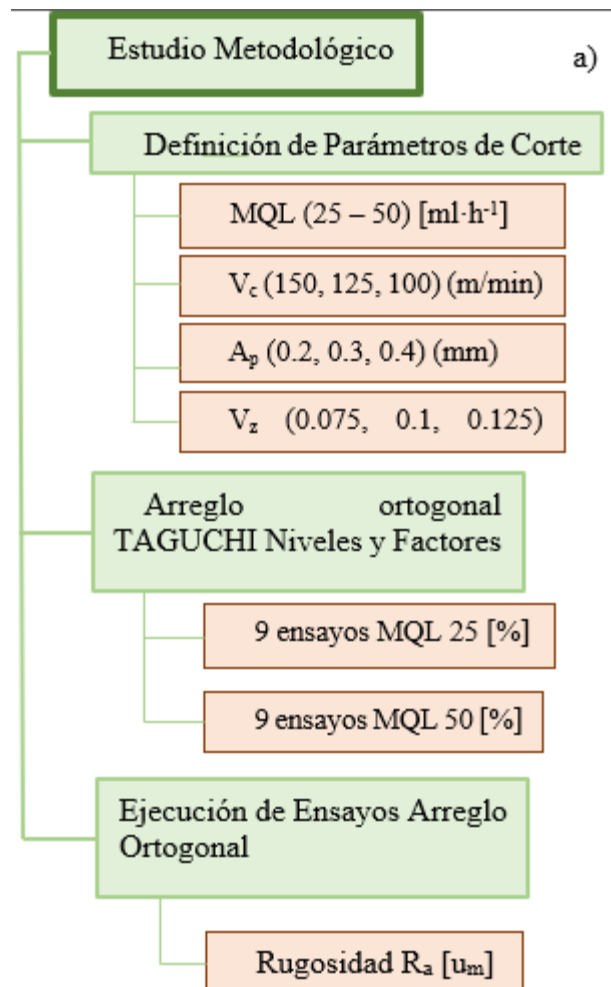 Estudio Metodológico
a)
Definición de Parámetros de Corte
MQL (25 – 50) [ml·h⁻¹]
Vc (150, 125, 100) (m/min)
Ap (0.2, 0.3, 0.4) (mm)
Vz (0.075, 0.1, 0.125)
Arreglo ortogonal
TAGUCHI Niveles y Factores
9 ensayos MQL 25 [%]
9 ensayos MQL 50 [%]
Ejecución de Ensayos Arreglo
Ortogonal
Rugosidad Ra [um]